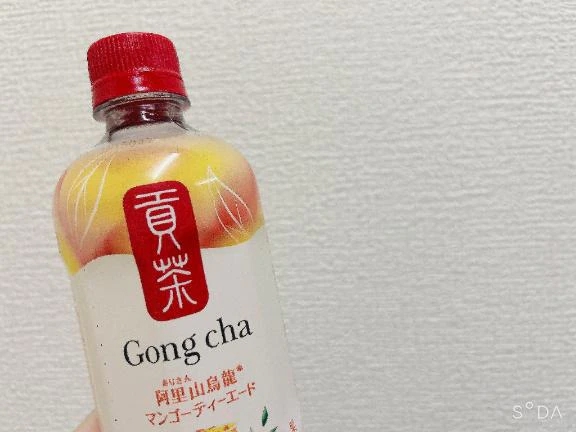 貢茶
Gong cha
ありさん
阿里山烏龍※
マンゴーティーエード
S°DA